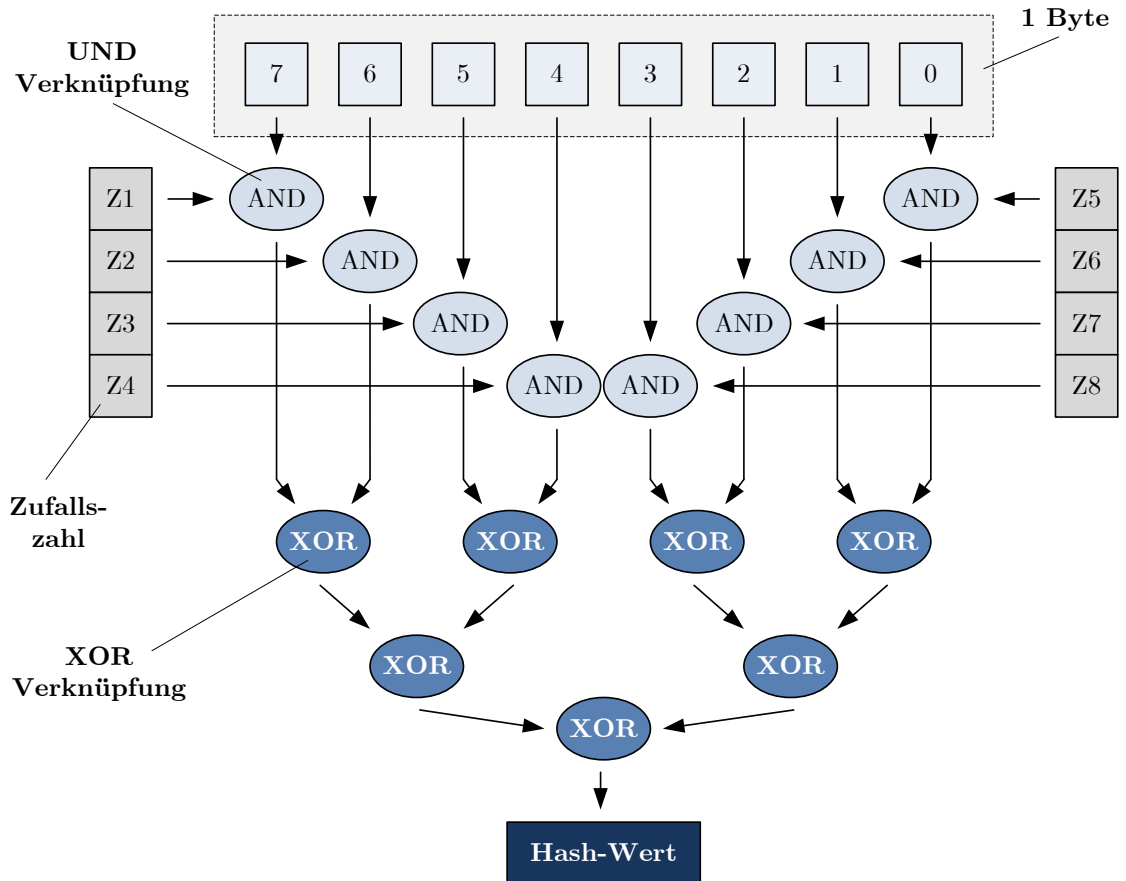 1 Byte
UND
Verknüpfung
7 6 5 4 3 2 1 0
Z1 AND AND Z5
Z2 AND AND Z6
Z3 AND AND Z7
Z4 AND AND Z8
Zufalls-
zahl
XOR XOR XOR XOR
XOR
Verknüpfung
XOR XOR
XOR
Hash-Wert